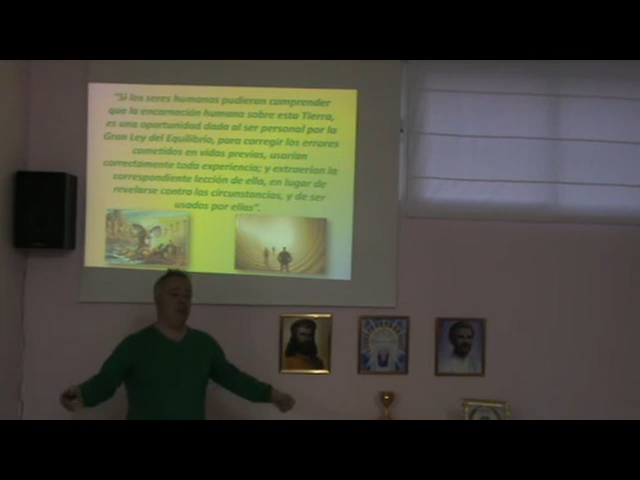 "Si los seres humanos pudieran comprender
que la encarnación humana sobre esta Tierra,
es una oportunidad dada al ser personal por la
Gran Ley del Equilibrio, para corregir los errores
cometidos en vidas previas, usarían
correctamente toda experiencia; y extraerían la
correspondiente lección de ella, en lugar de
revelarse contra las circunstancias, y de ser
usados por ellas".